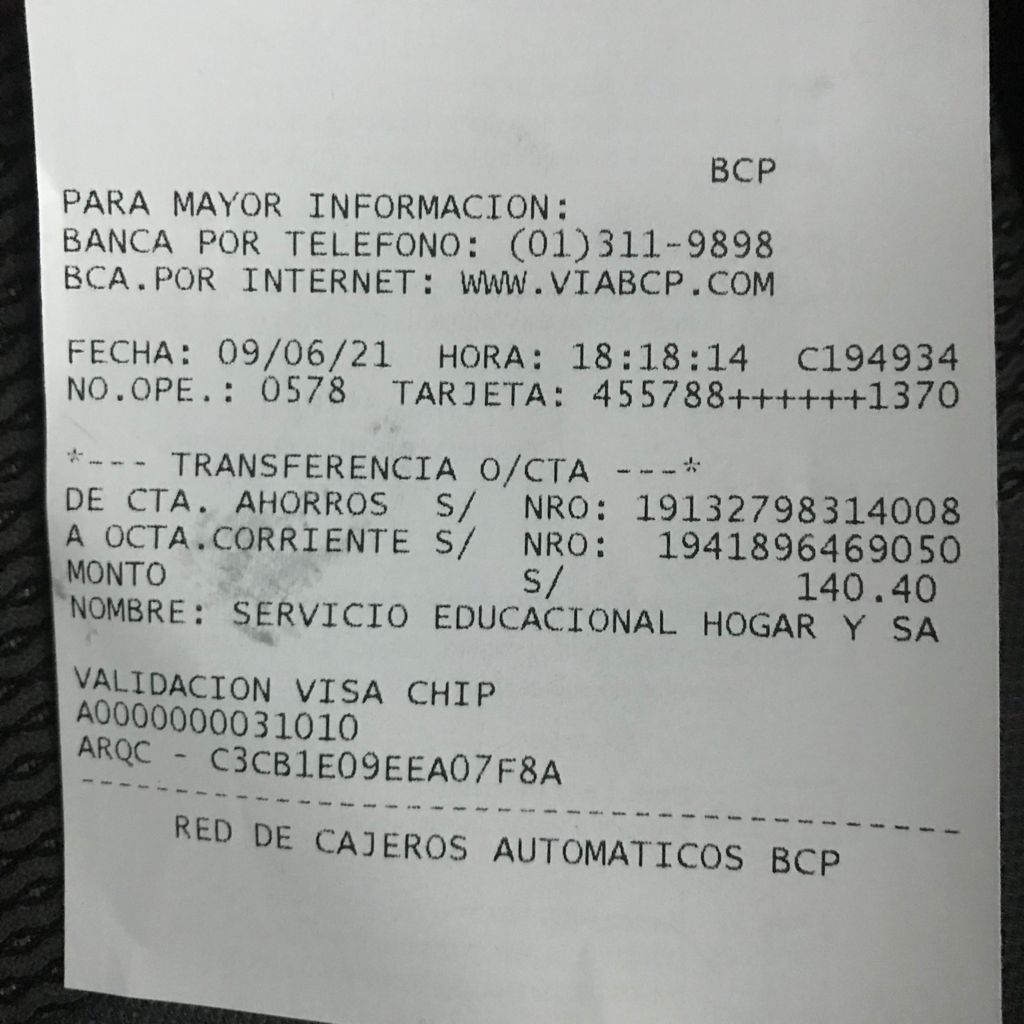 BCP
PARA MAYOR INFORMACION:
BANCA POR TELEFONO: (01)311-9898
BCA.POR INTERNET: WWW.VIABCP.COM
FECHA: 09/06/21 HORA: 18:18:14 C194934
NO.OPE.: 0578 TARJETA: 455788++++++1370
*--- TRANSFERENCIA O/CTA ---*
DE CTA. AHORROS S/ NRO: 19132798314008
A OCTA.CORRIENTE S/ NRO: 1941896469050
MONTO S/ 140.40
NOMBRE: SERVICIO EDUCACIONAL HOGAR Y SA
VALIDACION VISA CHIP
A0000000031010
ARQC - C3CB1E09EEA07F8A
----------------------------------------
RED DE CAJEROS AUTOMATICOS BCP